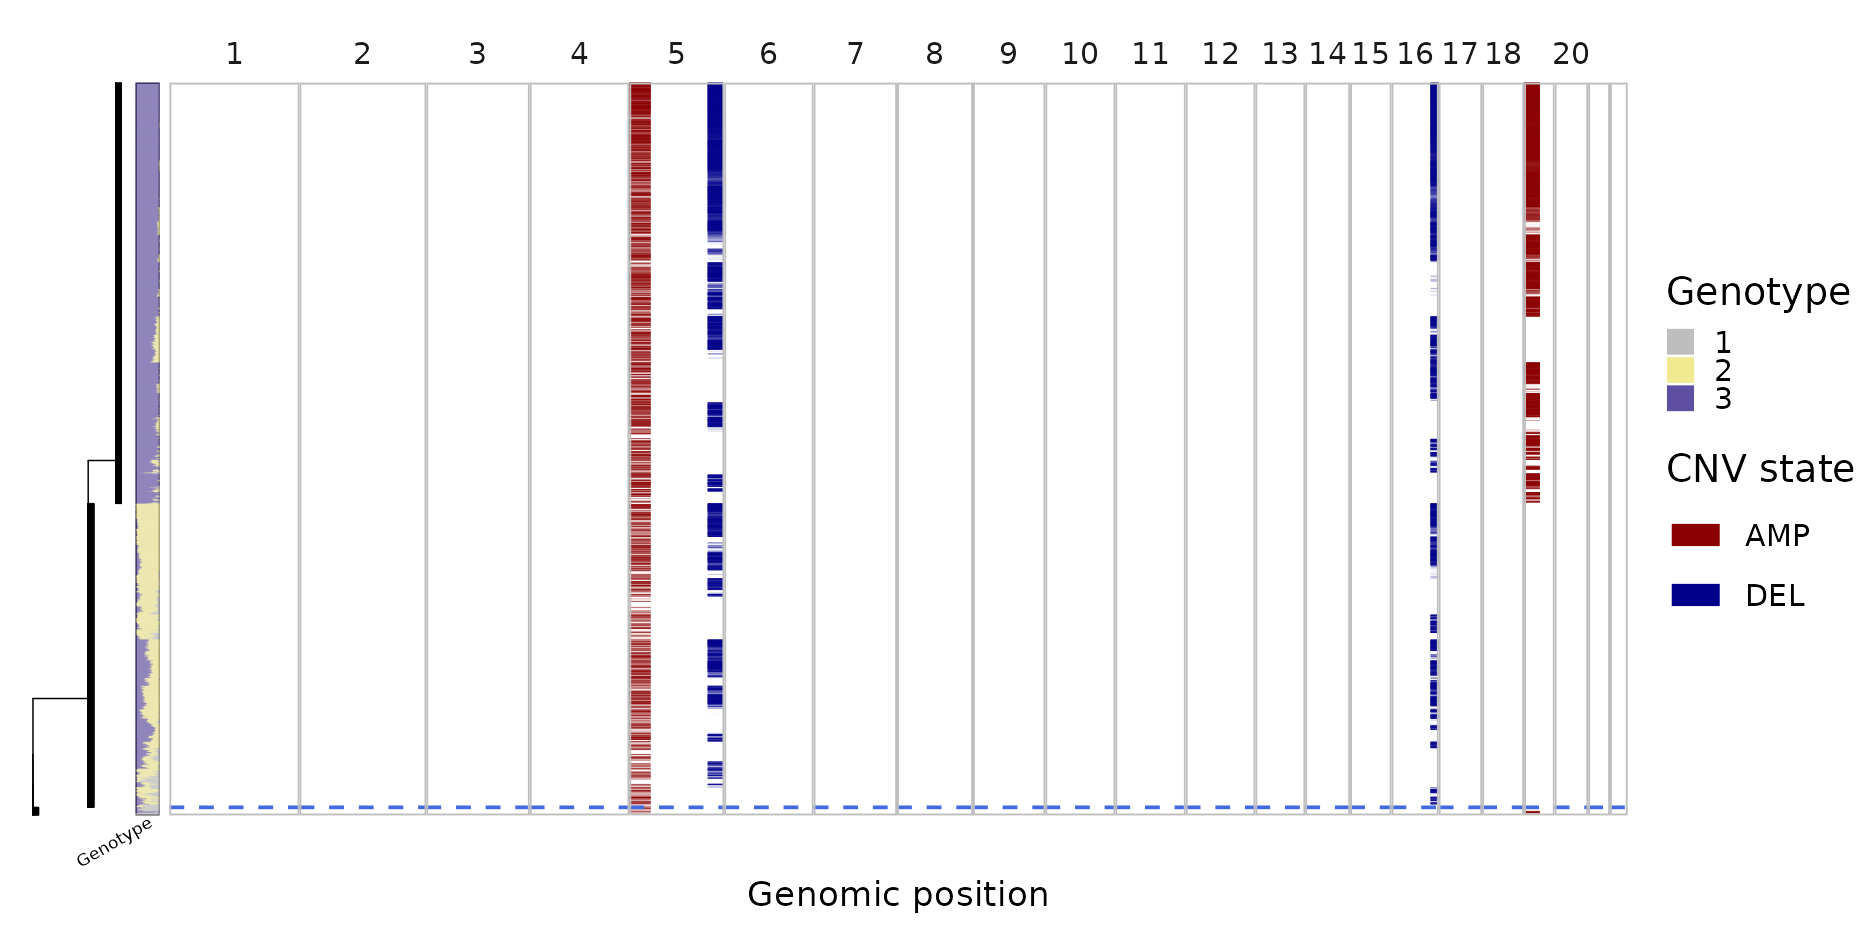 1 2 3 4 5 6 7 8 9 10 11 12 13 14 15 16 17 18 20
Genotype
1
2
3
CNV state
AMP
DEL
Genotype
Genomic position